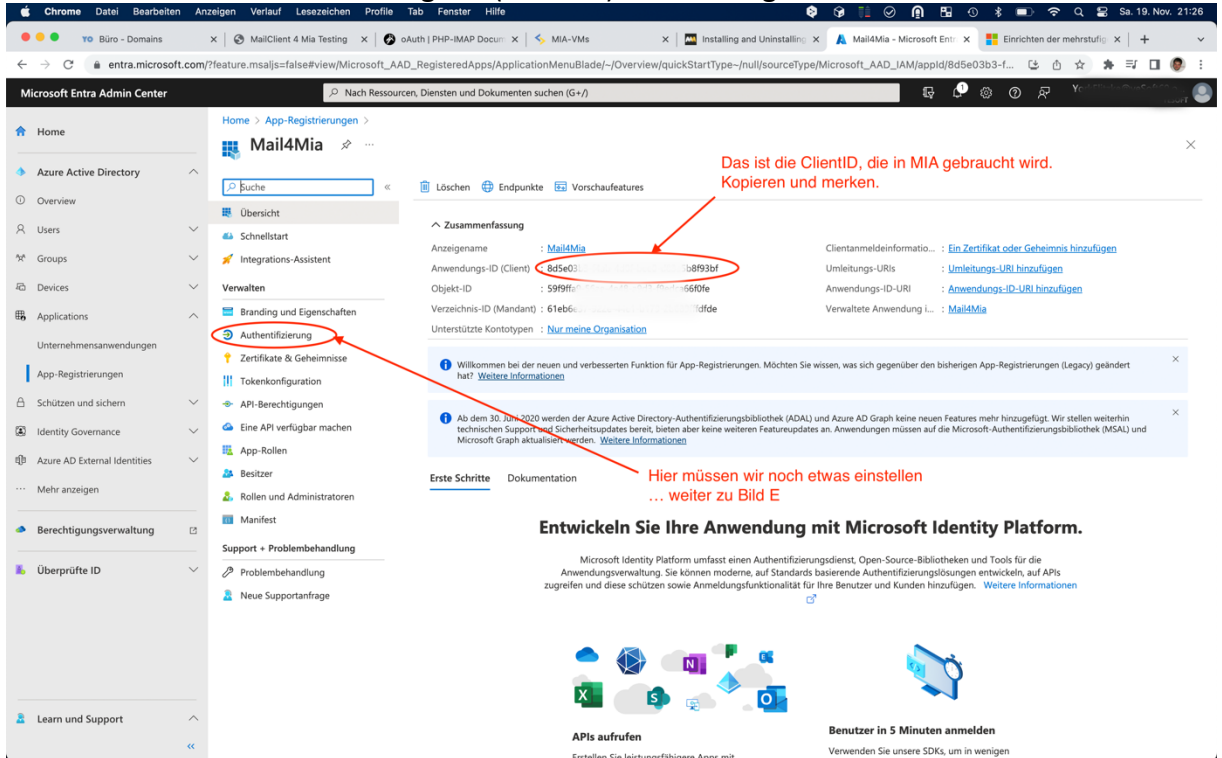 Chrome Datei Bearbeiten Anzeigen Verlauf Lesezeichen Profile Tab Fenster Hilfe Sa. 19. Nov. 21:26
YO Büro - Domains MailClient 4 Mia Testing oAuth | PHP-IMAP Docum MIA-VMs Installing and Uninstalling Mail4Mia - Microsoft Entr Einrichten der mehrstufig
entra.microsoft.com/?feature.msaljs=false#view/Microsoft_AAD_RegisteredApps/ApplicationMenuBlade/~/Overview/quickStartType~/null/sourceType/Microsoft_AAD_IAM/appId/8d5e03b3-f...
Microsoft Entra Admin Center
Nach Ressourcen, Diensten und Dokumenten suchen (G+/)
Home
Azure Active Directory
Overview
Users
Groups
Devices
Applications
Unternehmensanwendungen
App-Registrierungen
Schützen und sichern
Identity Governance
Azure AD External Identities
Mehr anzeigen
Berechtigungsverwaltung
Überprüfte ID
Learn und Support
Home > App-Registrierungen >
Mail4Mia
Suche
Übersicht
Schnellstart
Integrations-Assistent
Verwalten
Branding und Eigenschaften
Authentifizierung
Zertifikate & Geheimnisse
Tokenkonfiguration
API-Berechtigungen
Eine API verfügbar machen
App-Rollen
Besitzer
Rollen und Administratoren
Manifest
Support + Problembehandlung
Problembehandlung
Neue Supportanfrage
Das ist die ClientID, die in MIA gebraucht wird.
Kopieren und merken.
Löschen Endpunkte Vorschaufeatures
Zusammenfassung
Anzeigename : Mail4Mia
Anwendungs-ID (Client) : 8d5e03 b8f93bf
Objekt-ID : 59f9ffa 66f0fe
Verzeichnis-ID (Mandant) : 61eb6e fdfde
Unterstützte Kontotypen : Nur meine Organisation
Clientanmeldeinformatio... : Ein Zertifikat oder Geheimnis hinzufügen
Umleitungs-URIs : Umleitungs-URI hinzufügen
Anwendungs-ID-URI : Anwendungs-ID-URI hinzufügen
Verwaltete Anwendung i... : Mail4Mia
Willkommen bei der neuen und verbesserten Funktion für App-Registrierungen. Möchten Sie wissen, was sich gegenüber den bisherigen App-Registrierungen (Legacy) geändert
hat? Weitere Informationen
Ab dem 30. Juni 2020 werden der Azure Active Directory-Authentifizierungsbibliothek (ADAL) und Azure AD Graph keine neuen Features mehr hinzugefügt. Wir stellen weiterhin
technischen Support und Sicherheitsupdates bereit, bieten aber keine weiteren Featureupdates an. Anwendungen müssen auf die Microsoft-Authentifizierungsbibliothek (MSAL) und
Microsoft Graph aktualisiert werden. Weitere Informationen
Erste Schritte Dokumentation
Hier müssen wir noch etwas einstellen
... weiter zu Bild E
Entwickeln Sie Ihre Anwendung mit Microsoft Identity Platform.
Microsoft Identity Platform umfasst einen Authentifizierungsdienst, Open-Source-Bibliotheken und Tools für die
Anwendungsverwaltung. Sie können moderne, auf Standards basierende Authentifizierungslösungen entwickeln, auf APIs
zugreifen und diese schützen sowie Anmeldungsfunktionalität für Ihre Benutzer und Kunden hinzufügen. Weitere Informationen
APIs aufrufen
Erstellen Sie leistungsfähigere Apps mit
Benutzer in 5 Minuten anmelden
Verwenden Sie unsere SDKs, um in wenigen